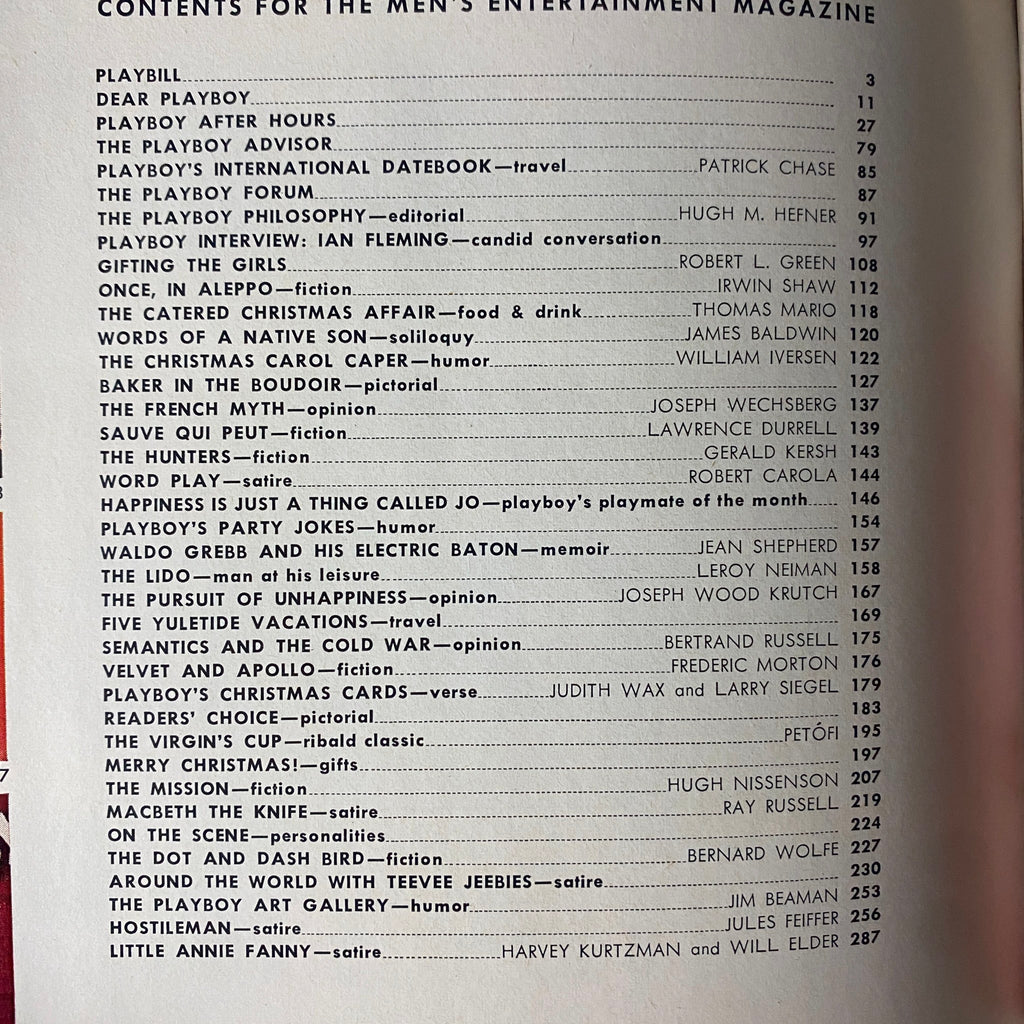 CONTENTS FOR THE MEN'S ENTERTAINMENT MAGAZINE
PLAYBILL 3
DEAR PLAYBOY 11
PLAYBOY AFTER HOURS 27
THE PLAYBOY ADVISOR 79
PLAYBOY'S INTERNATIONAL DATEBOOK—travel PATRICK CHASE 85
THE PLAYBOY FORUM 87
THE PLAYBOY PHILOSOPHY—editorial HUGH M. HEFNER 91
PLAYBOY INTERVIEW: IAN FLEMING—candid conversation 97
GIFTING THE GIRLS ROBERT L. GREEN 108
ONCE, IN ALEPPO—fiction IRWIN SHAW 112
THE CATERED CHRISTMAS AFFAIR—food & drink THOMAS MARIO 118
WORDS OF A NATIVE SON—soliloquy JAMES BALDWIN 120
THE CHRISTMAS CAROL CAPER—humor WILLIAM IVERSEN 122
BAKER IN THE BOUDOIR—pictorial 127
THE FRENCH MYTH—opinion JOSEPH WECHSBERG 137
SAUVE QUI PEUT—fiction LAWRENCE DURRELL 139
THE HUNTERS—fiction GERALD KERSH 143
WORD PLAY—satire ROBERT CAROLA 144
HAPPINESS IS JUST A THING CALLED JO—playboy's playmate of the month 146
PLAYBOY'S PARTY JOKES—humor 154
WALDO GREBB AND HIS ELECTRIC BATON—memoir JEAN SHEPHERD 157
THE LIDO—man at his leisure LEROY NEIMAN 158
THE PURSUIT OF UNHAPPINESS—opinion JOSEPH WOOD KRUTCH 167
FIVE YULETIDE VACATIONS—travel 169
SEMANTICS AND THE COLD WAR—opinion BERTRAND RUSSELL 175
VELVET AND APOLLO—fiction FREDERIC MORTON 176
PLAYBOY'S CHRISTMAS CARDS—verse JUDITH WAX and LARRY SIEGEL 179
READERS' CHOICE—pictorial 183
THE VIRGIN'S CUP—ribald classic PETÓFI 195
MERRY CHRISTMAS!—gifts 197
THE MISSION—fiction HUGH NISSENSON 207
MACBETH THE KNIFE—satire RAY RUSSELL 219
ON THE SCENE—personalities 224
THE DOT AND DASH BIRD—fiction BERNARD WOLFE 227
AROUND THE WORLD WITH TEEVEE JEEBIES—satire 230
THE PLAYBOY ART GALLERY—humor JIM BEAMAN 253
HOSTILEMAN—satire JULES FEIFFER 256
LITTLE ANNIE FANNY—satire HARVEY KURTZMAN and WILL ELDER 287